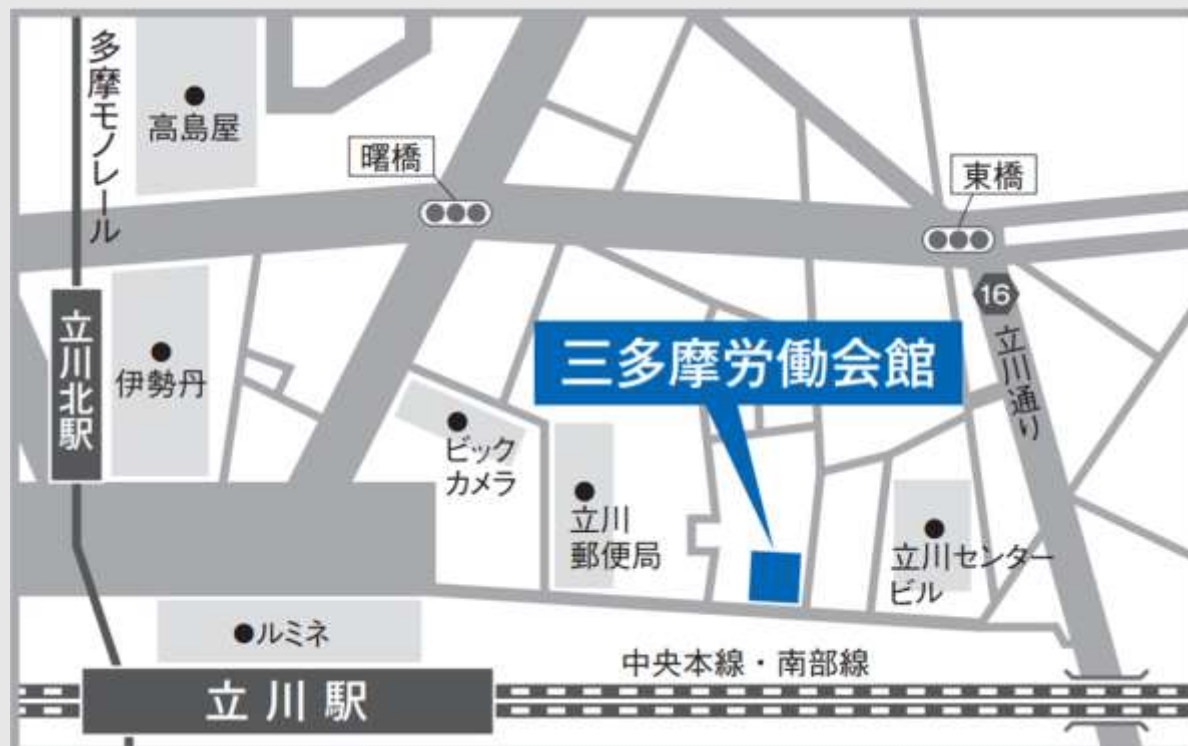 多摩モノレール
高島屋
曙橋
東橋
16
立川通り
立川北駅
伊勢丹
三多摩労働会館
ビック
カメラ
立川
郵便局
立川センター
ビル
ルミネ
中央本線・南部線
立川駅